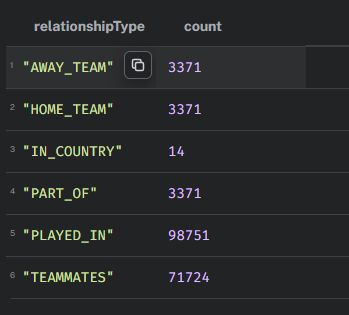 relationshipType count
1 "AWAY_TEAM" 3371
2 "HOME_TEAM" 3371
3 "IN_COUNTRY" 14
4 "PART_OF" 3371
5 "PLAYED_IN" 98751
6 "TEAMMATES" 71724